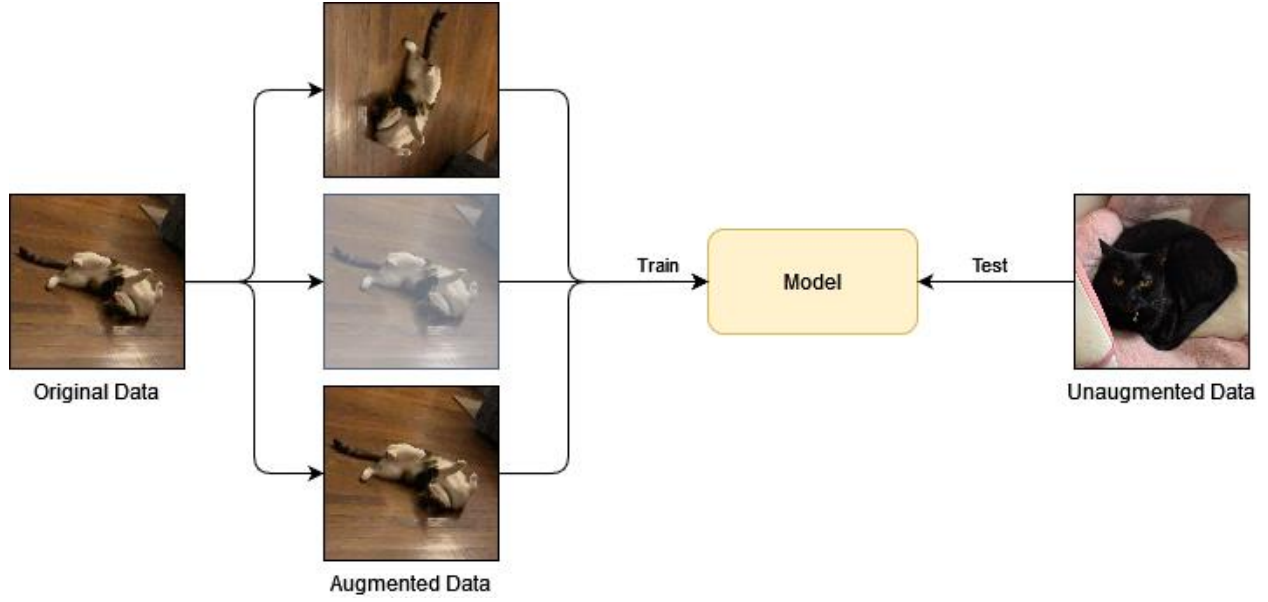 Original Data
Augmented Data
Train
Model
Test
Unaugmented Data